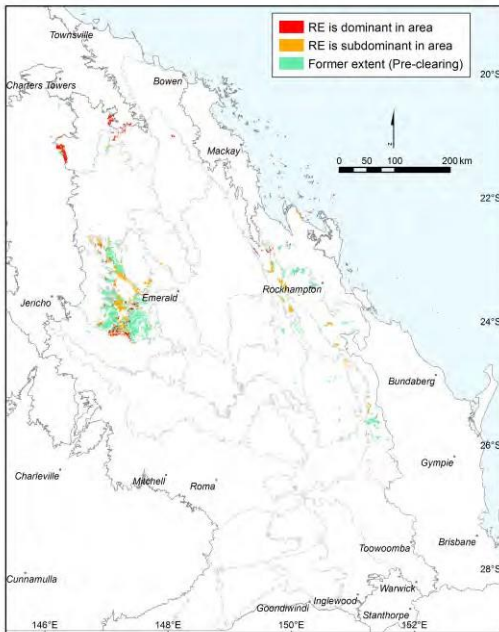 RE is dominant in area
RE is subdominant in area
Former extent (Pre-clearing)
Townsville
Charters Towers
Bowen
20°S
Mackay
0 50 100 200 km
22°S
Jericho
Emerald
Rockhampton
24°S
Bundaberg
26°S
Charleville
Mitchell
Roma
Gympie
Toowoomba
Brisbane
Cunnamulla
28°S
Warwick
Inglewood
Goondiwindi
Stanthorpe
146°E
148°E
150°E
152°E